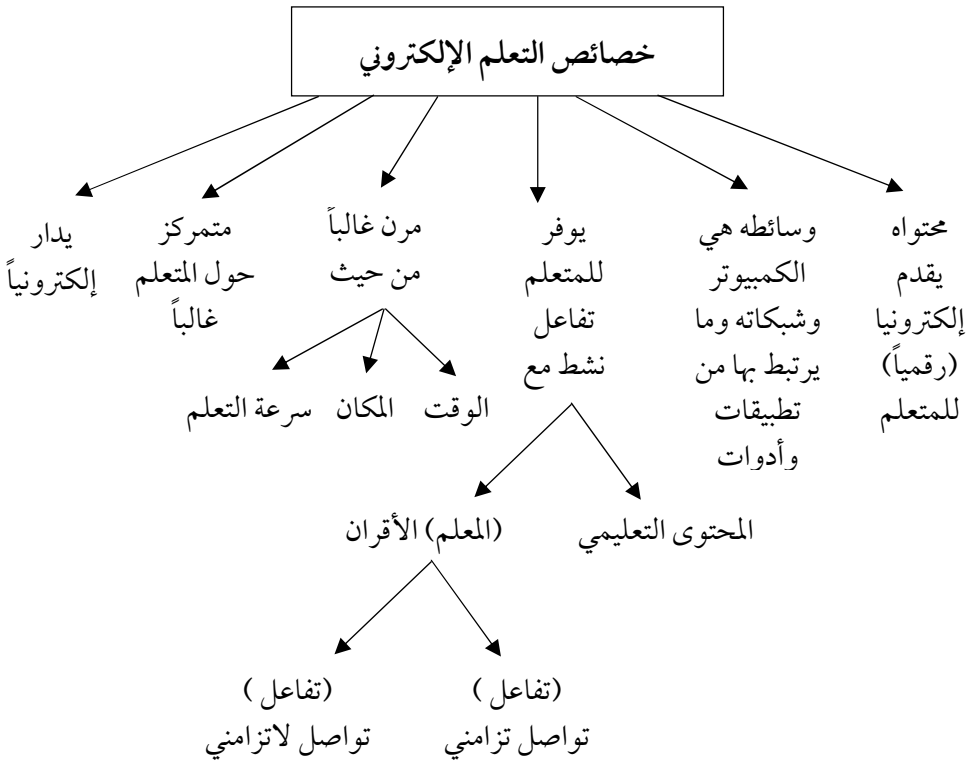 خصائص التعلم الإلكتروني
محتواه
يقدم
إلكترونيا
(رقمياً)
للمتعلم
وسائطه هي
الكمبيوتر
وشبكاته وما
يرتبط بها من
تطبيقات
وأدوات
يوفر
للمتعلم
تفاعل
نشط مع
مرن غالباً
من حيث
متمركز
حول المتعلم
غالباً
يدار
إلكترونياً
الوقت
المكان
سرعة التعلم
المحتوى التعليمي
(المعلم) الأقران
(تفاعل )
تواصل تزامني
(تفاعل )
تواصل لاتزامني